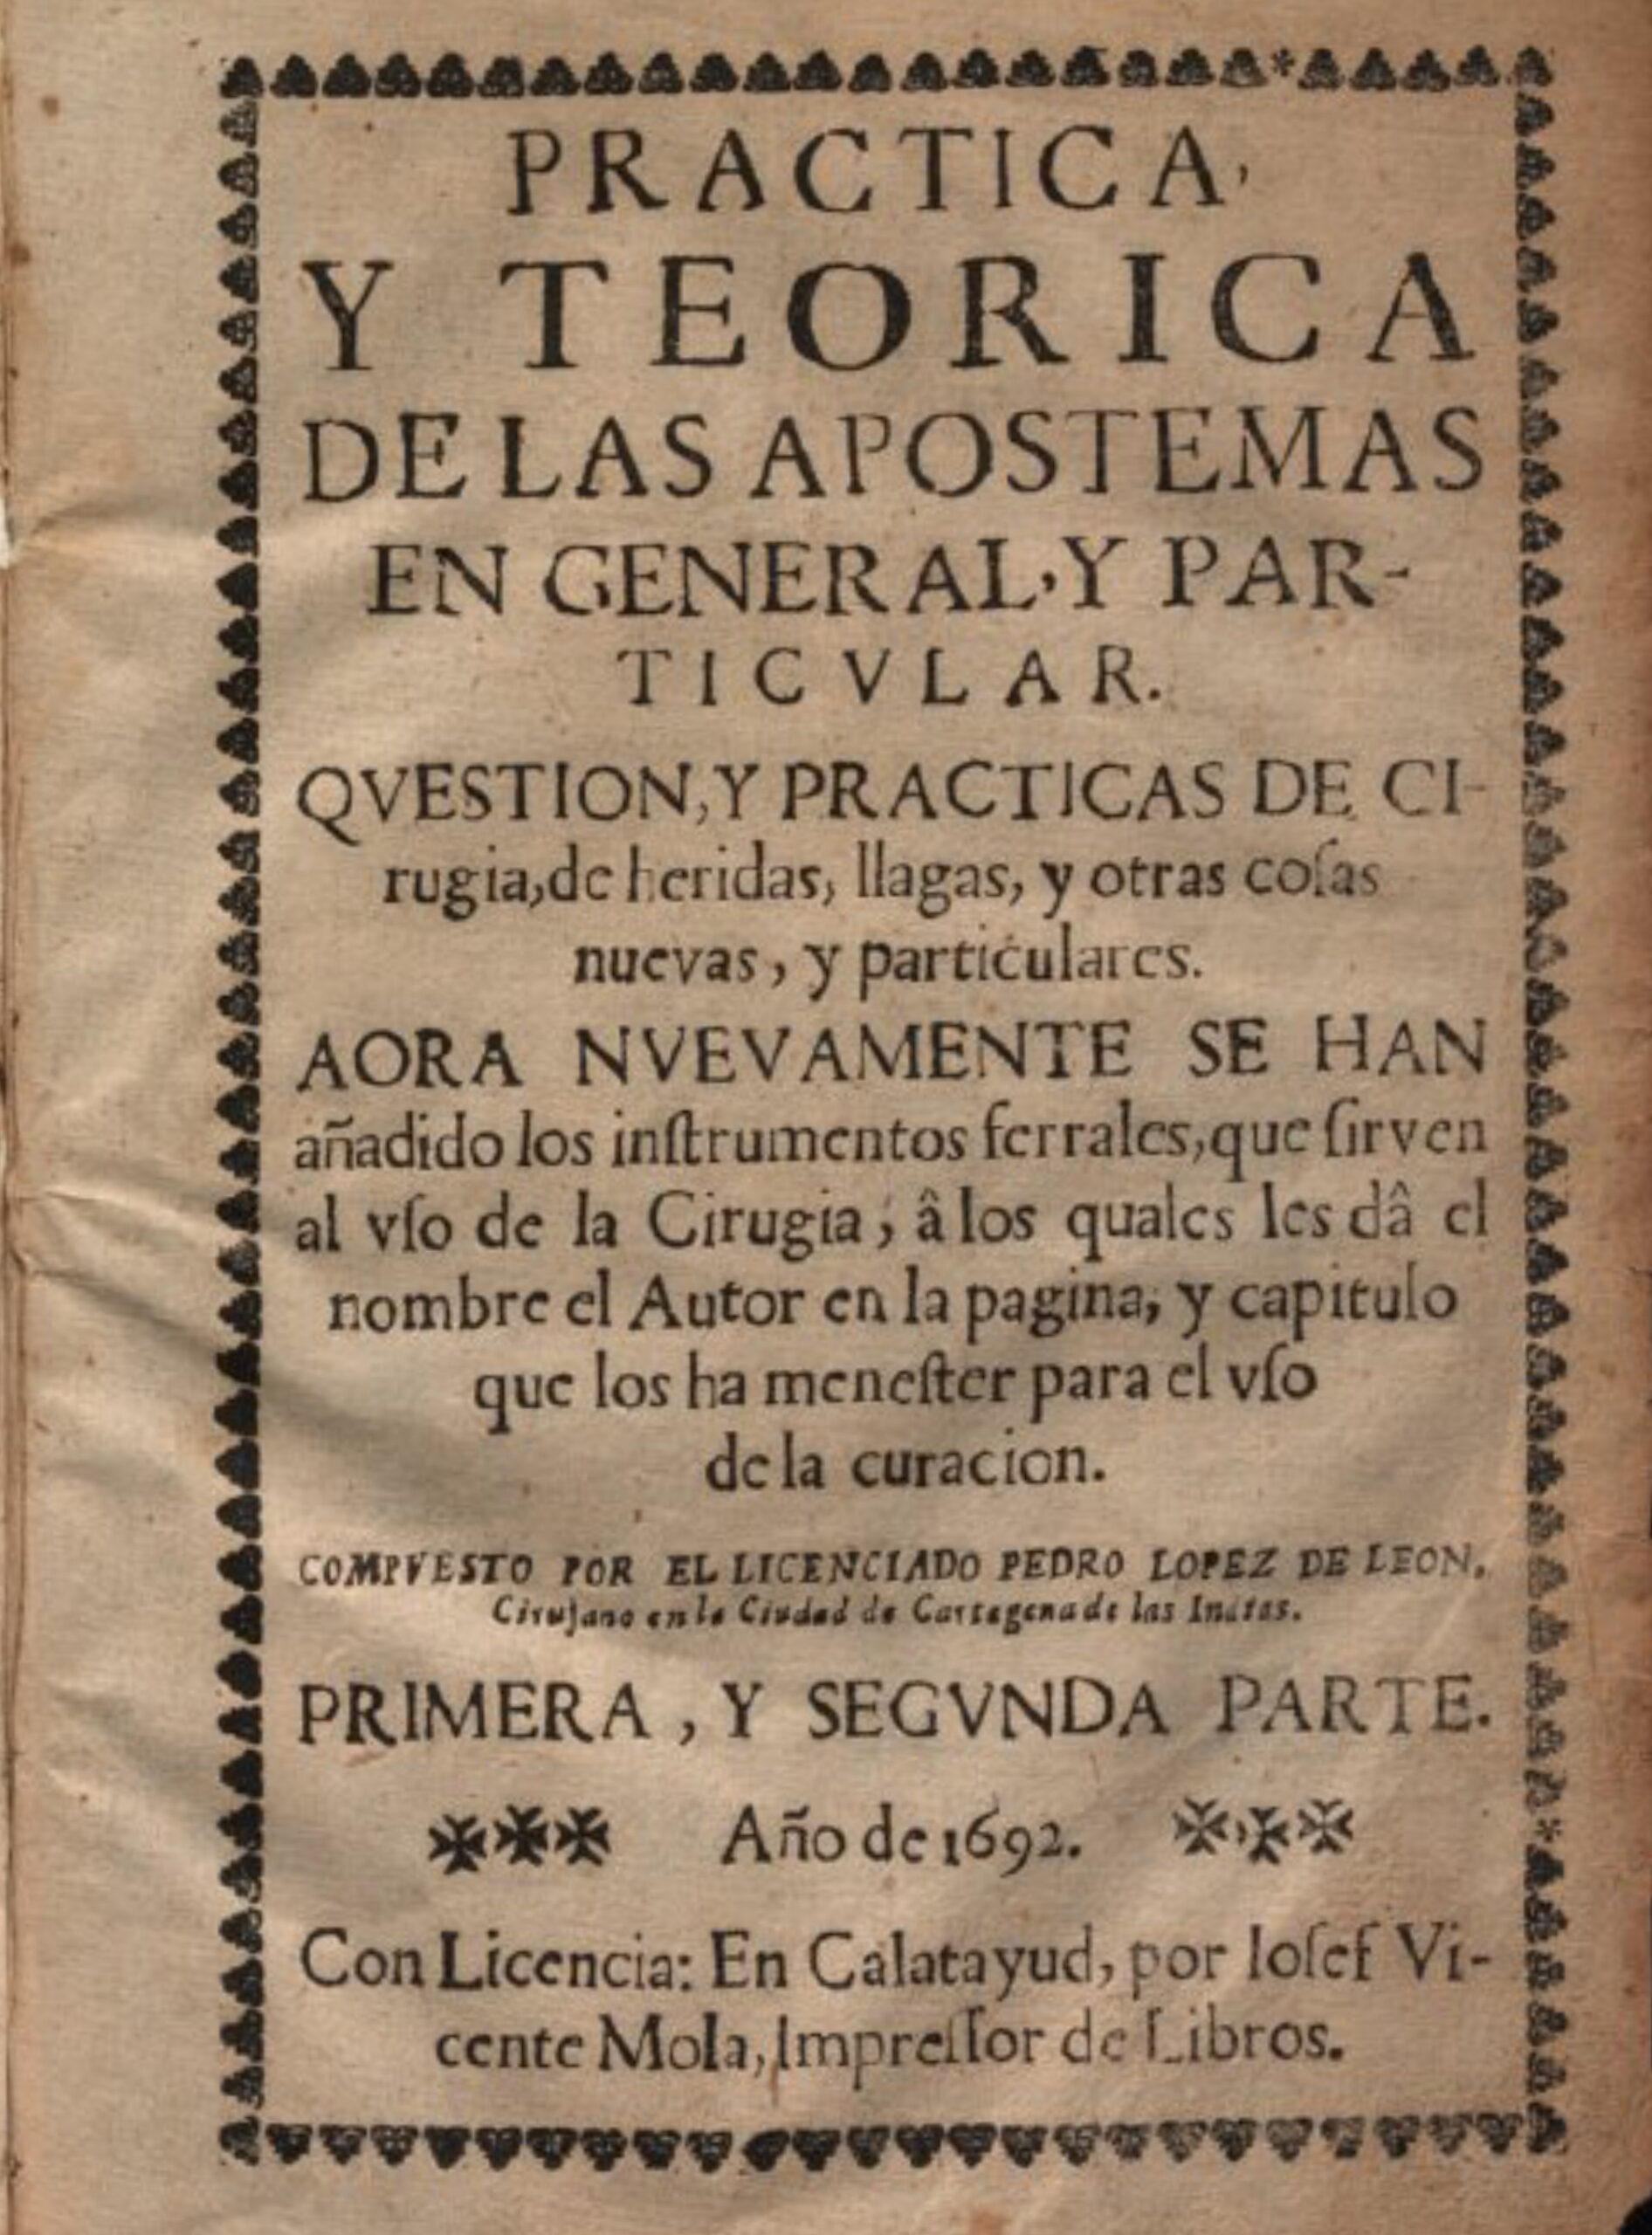 PRACTICA,
Y TEORICA
DE LAS APOSTEMAS
EN GENERAL, Y PAR-
TICVLAR.
QVESTION, Y PRACTICAS DE CI-
rugia, de heridas, llagas, y otras coſas
nuevas, y particulares.
AORA NVEVAMENTE SE HAN
añadido los inſtrumentos ferrales, que ſirven
al vſo de la Cirugia, â los quales les dâ el
nombre el Autor en la pagina, y capitulo
que los ha meneſter para el vſo
de la curacion.
COMPVESTO POR EL LICENCIADO PEDRO LOPEZ DE LEON,
Cirujano en la Ciudad de Cartagena de las Indias.
PRIMERA, Y SEGVNDA PARTE.
✠✠✠ Año de 1692. ✠✠✠
Con Licencia: En Calatayud, por Ioſef Vi-
cente Mola, Impreſſor de Libros.